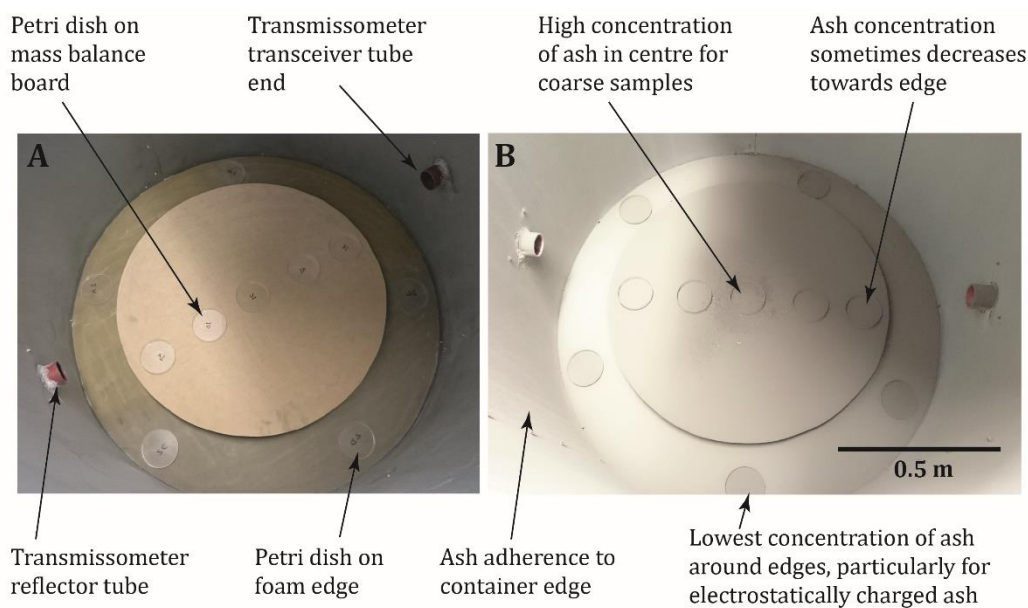 Petri dish on
mass balance
board
Transmissometer
transceiver tube
end
High concentration
of ash in centre for
coarse samples
Ash concentration
sometimes decreases
towards edge
A
B
0.5 m
Transmissometer
reflector tube
Petri dish on
foam edge
Ash adherence to
container edge
Lowest concentration of ash
around edges, particularly for
electrostatically charged ash